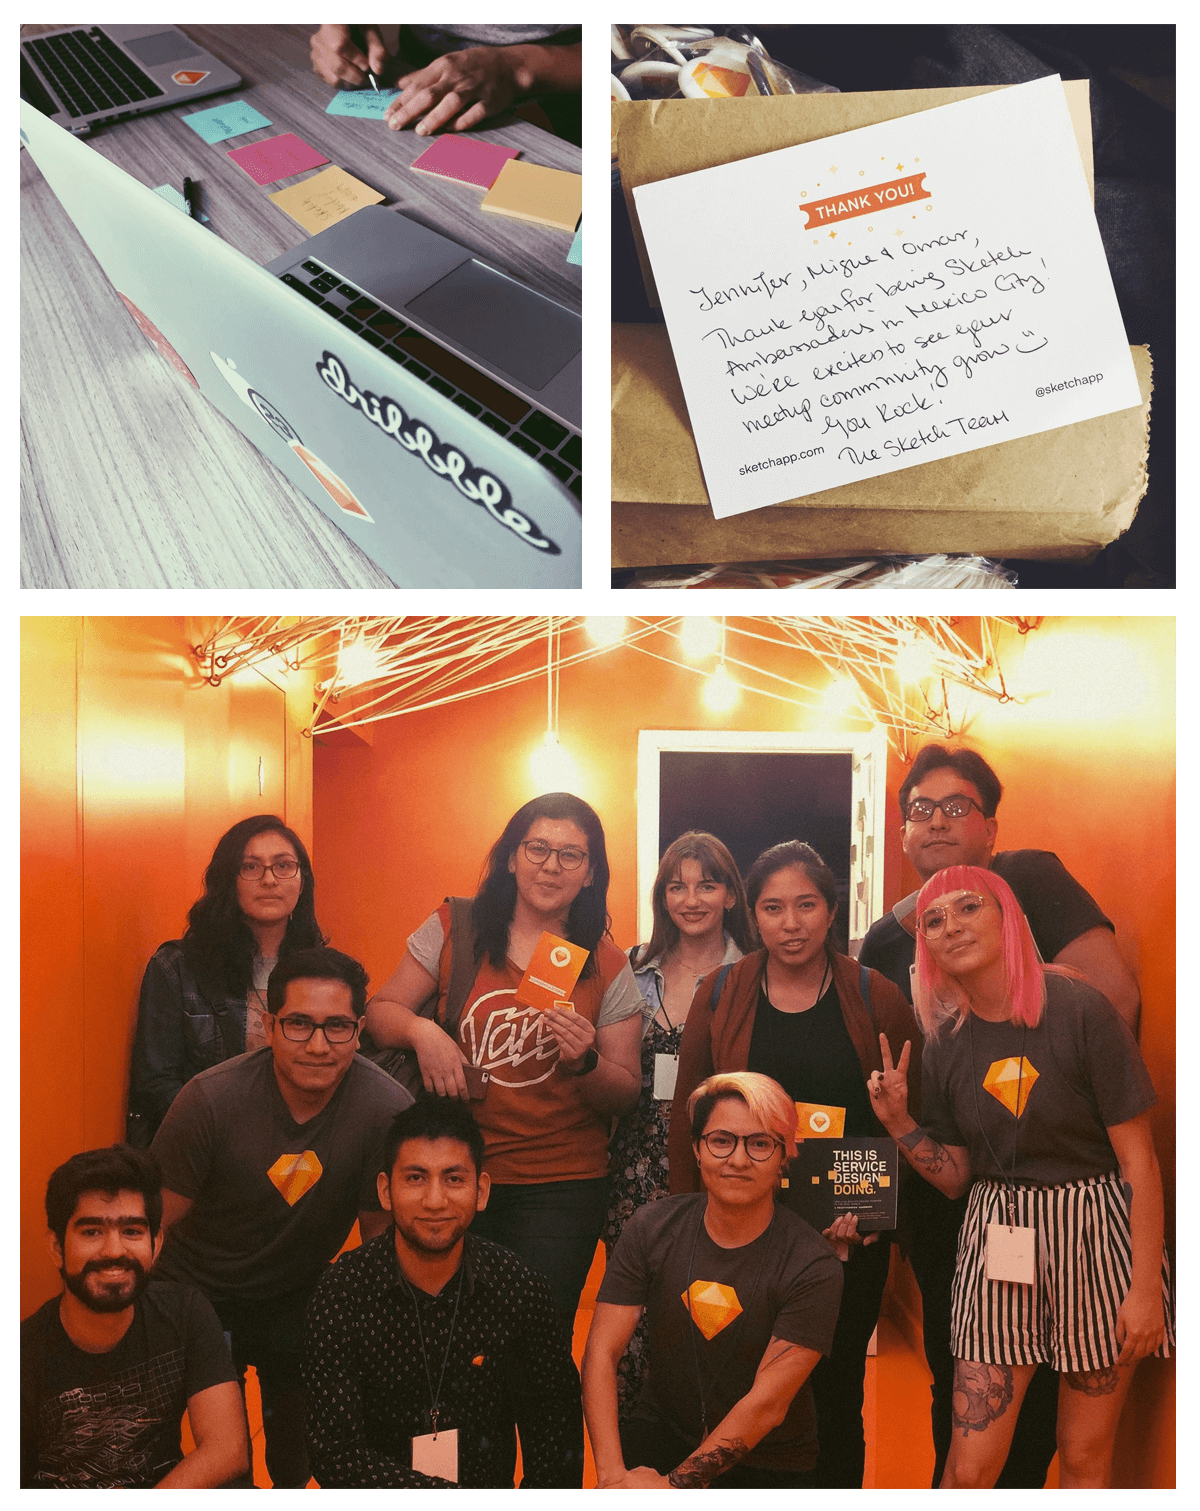 dribbble
THANK YOU!
Jennifer, Migue & Omar,
Thank you for being Sketch
Ambassadors in Mexico City!
We're excited to see your
meetup community grow
You Rock!
The Sketch Team
@sketchapp
sketchapp.com
Vans
THIS IS
SERVICE
DESIGN
DOING.